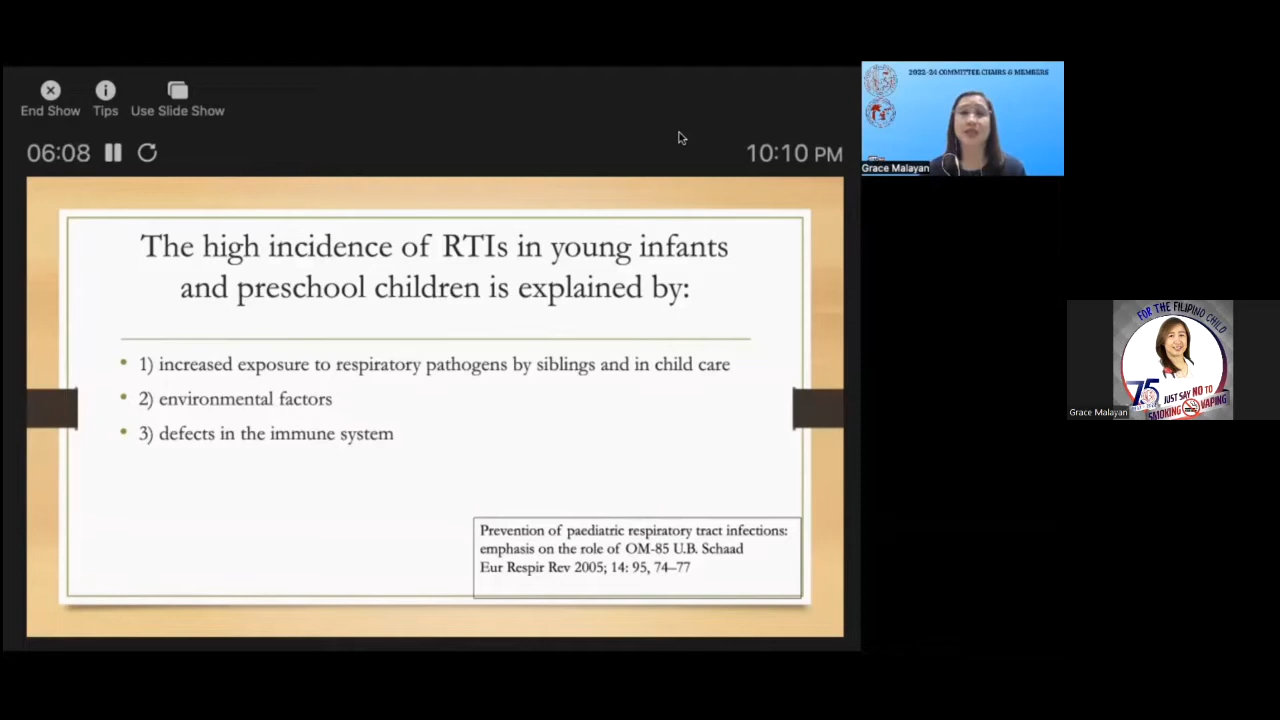 End Show Tips Use Slide Show
06:08
10:10 PM
The high incidence of RTIs in young infants
and preschool children is explained by:
• 1) increased exposure to respiratory pathogens by siblings and in child care
• 2) environmental factors
• 3) defects in the immune system
Prevention of paediatric respiratory tract infections:
emphasis on the role of OM-85 U.B. Schaad
Eur Respir Rev 2005; 14: 95, 74–77
2022-24 COMMITTEE CHAIRS & MEMBERS
Grace Malayan
FOR THE FILIPINO CHILD
75
JUST SAY NO TO
SMOKING VAPING
Grace Malayan